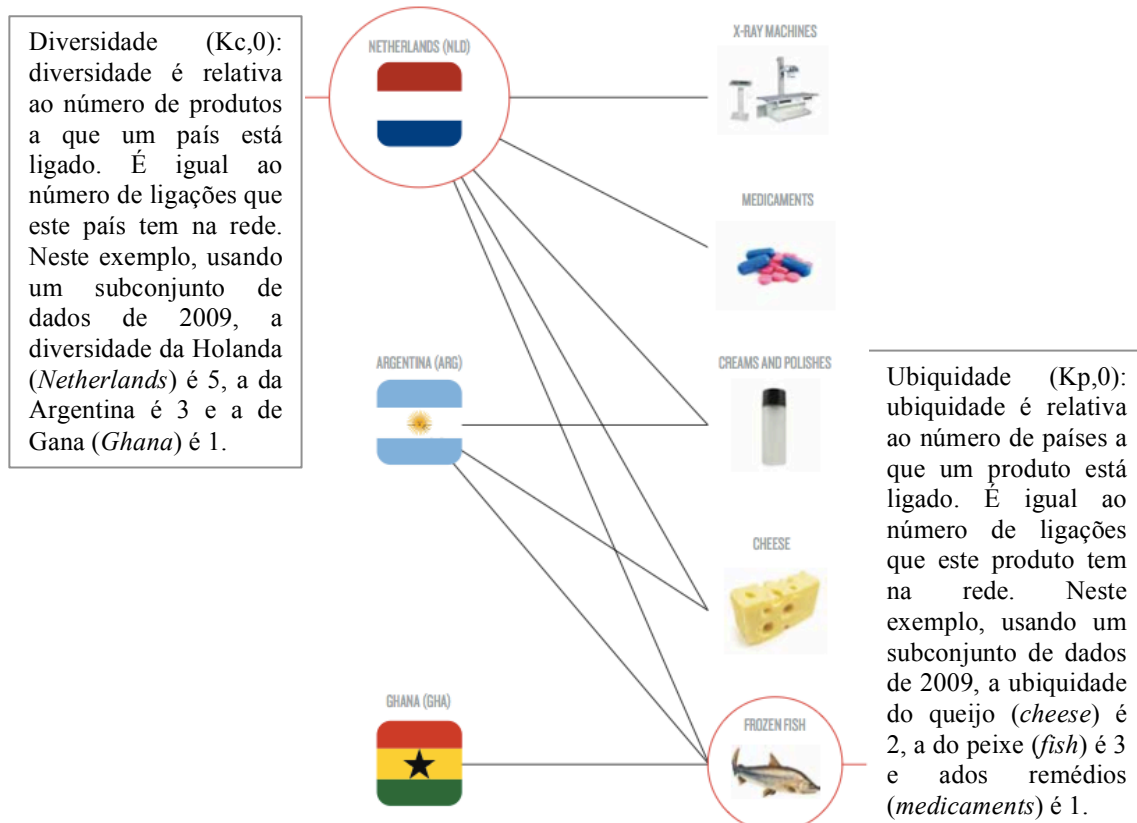 Diversidade (Kc,0):
diversidade é relativa
ao número de produtos
a que um país está
ligado. É igual ao
número de ligações que
este país tem na rede.
Neste exemplo, usando
um subconjunto de
dados de 2009, a
diversidade da Holanda
(Netherlands) é 5, a da
Argentina é 3 e a de
Gana (Ghana) é 1.
NETHERLANDS (NLD)
X-RAY MACHINES
MEDICAMENTS
ARGENTINA (ARG)
CREAMS AND POLISHES
CHEESE
GHANA (GHA)
FROZEN FISH
Ubiquidade (Kp,0):
ubiquidade é relativa
ao número de países a
que um produto está
ligado. É igual ao
número de ligações
que este produto tem
na rede. Neste
exemplo, usando um
subconjunto de dados
de 2009, a ubiquidade
do queijo (cheese) é
2, a do peixe (fish) é 3
e ados remédios
(medicaments) é 1.